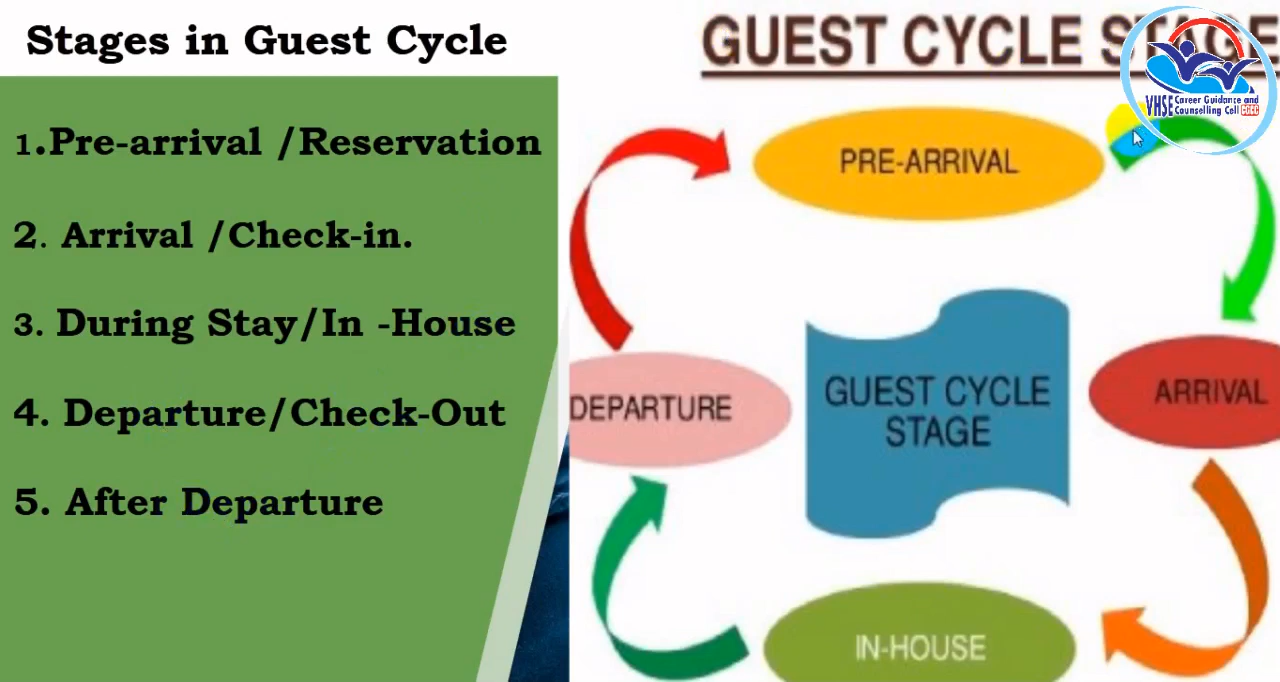 Stages in Guest Cycle
1.Pre-arrival /Reservation
2. Arrival /Check-in.
3. During Stay/In -House
4. Departure/Check-Out
5. After Departure
GUEST CYCLE STAGE
VHSE Career Guidance and
Counselling Cell CGCC
PRE-ARRIVAL
DEPARTURE
GUEST CYCLE
STAGE
ARRIVAL
IN-HOUSE